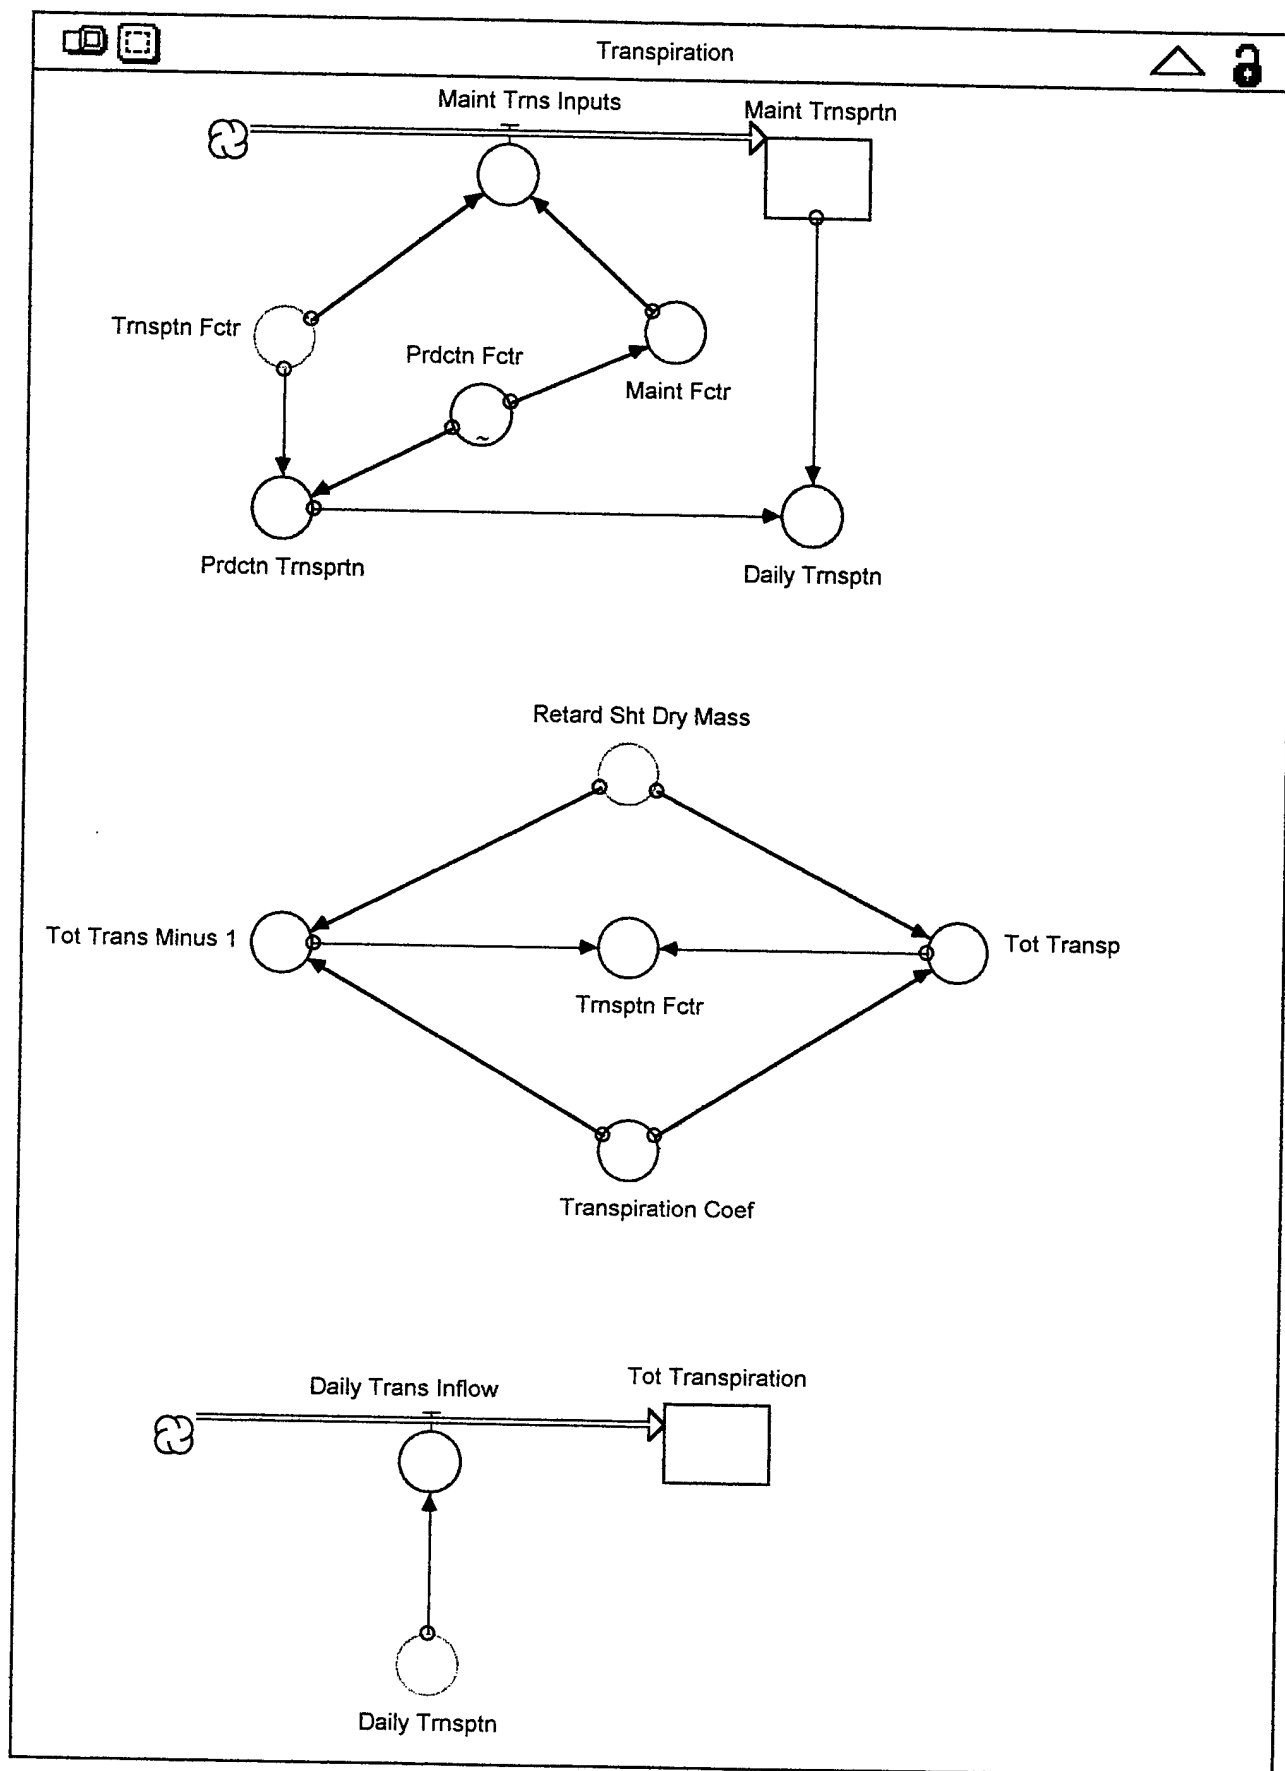 Transpiration
Maint Trns Inputs
Maint Trnsprtn
Trnsptn Fctr
Prdctn Fctr
Maint Fctr
~
Prdctn Trnsprtn
Daily Trnsptn
Retard Sht Dry Mass
Tot Trans Minus 1
Tot Transp
Trnsptn Fctr
Transpiration Coef
Daily Trans Inflow
Tot Transpiration
Daily Trnsptn